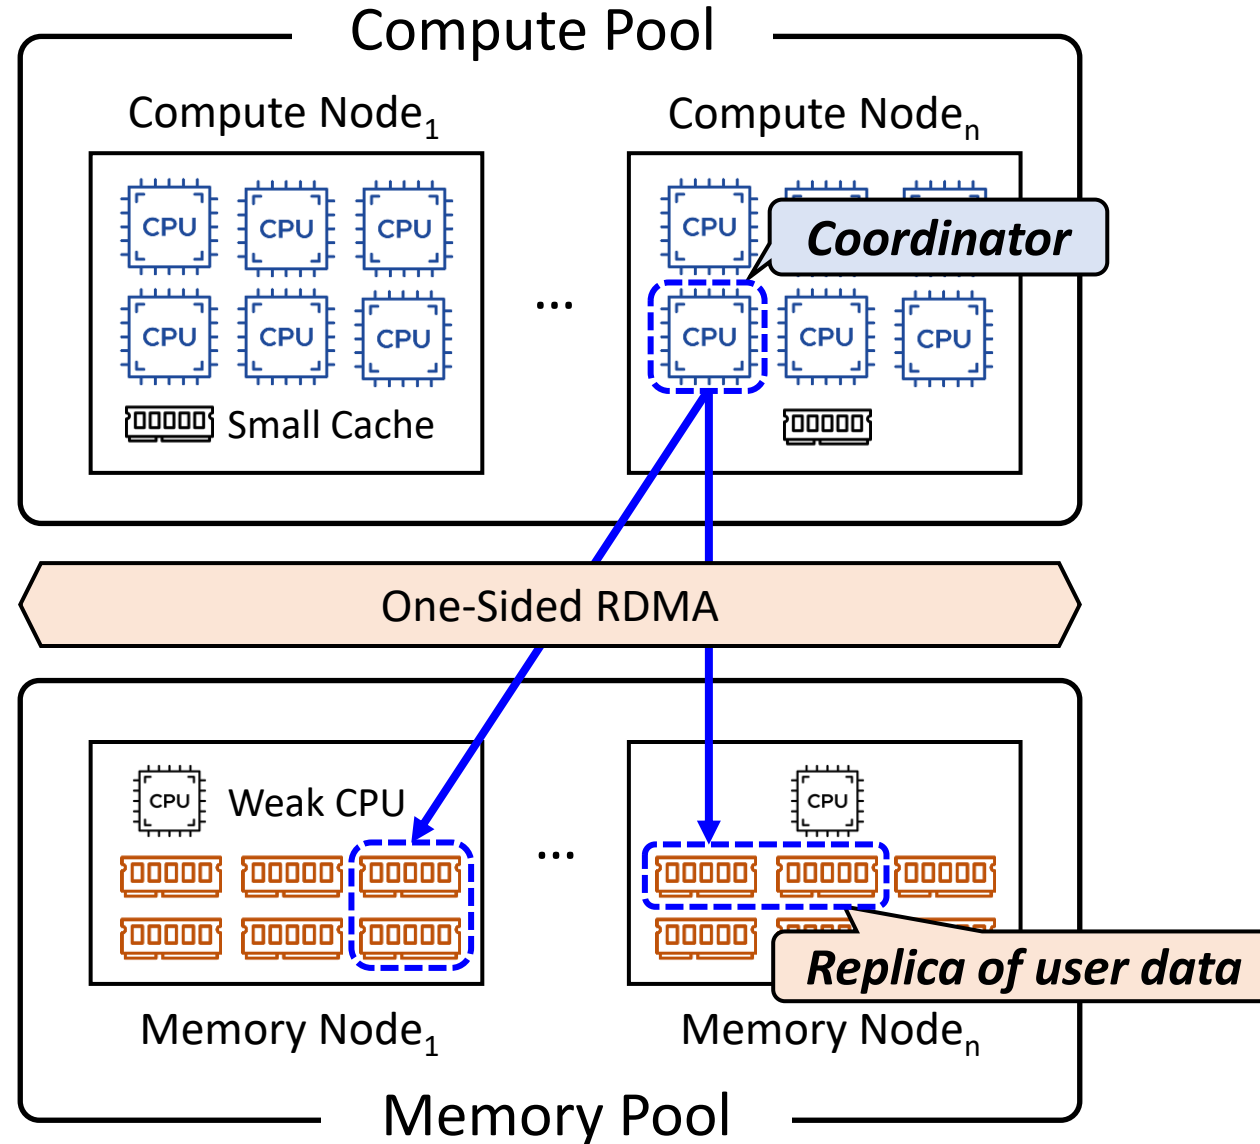 Compute Pool
Compute Node1
Compute Noden
CPU CPU CPU
CPU
Coordinator
CPU CPU CPU
...
CPU CPU CPU
Small Cache
One-Sided RDMA
CPU
Weak CPU
CPU
...
Replica of user data
Memory Node1
Memory Noden
Memory Pool